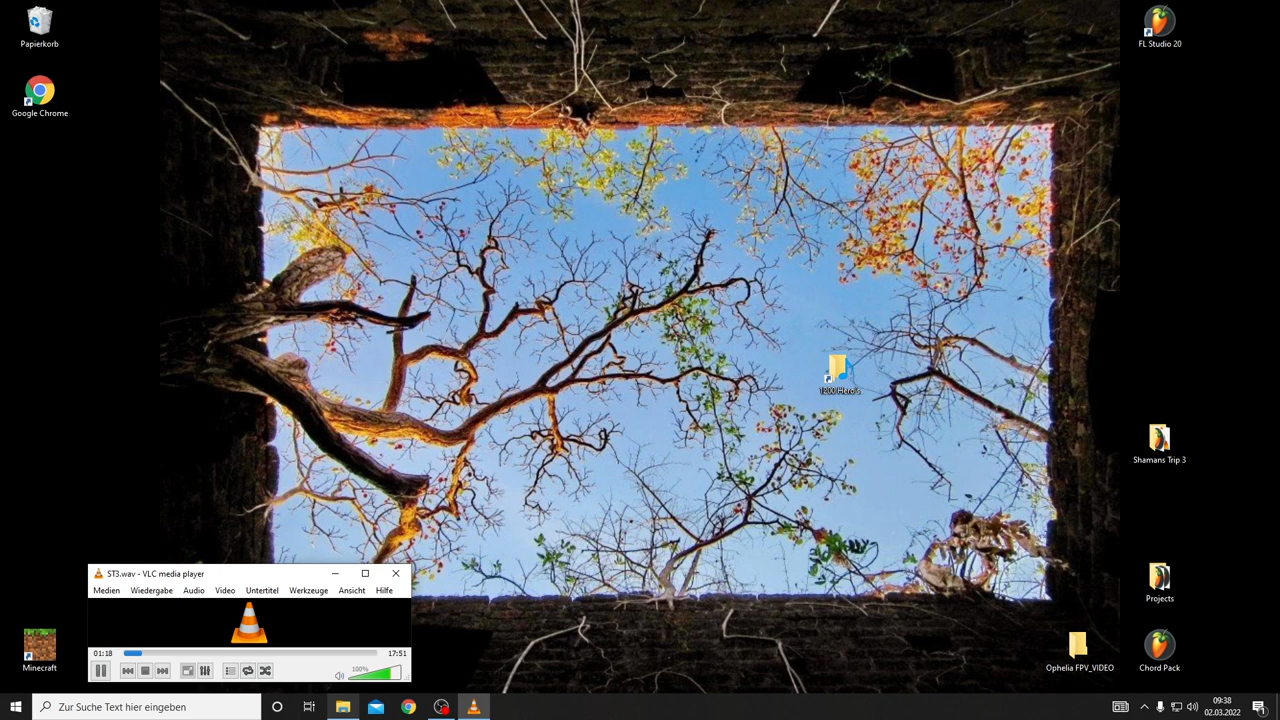 Papierkorb
Google Chrome
FL Studio 20
Shamans Trip 3
Projects
Ophelia FPV_VIDEO
Chord Pack
Minecraft
ST3.wav - VLC media player
Medien Wiedergabe Audio Video Untertitel Werkzeuge Ansicht Hilfe
01:18
17:51
100%
Zur Suche Text hier eingeben
09:38
02.03.2022
1